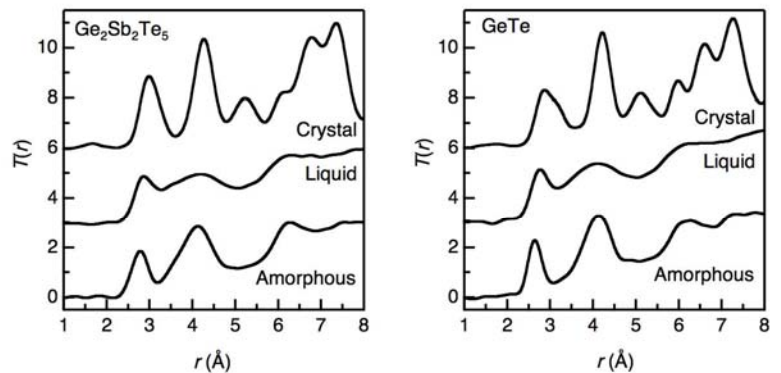 Ge₂Sb₂Te₅
10
8
6
4
2
0
T(r)
Crystal
Liquid
Amorphous
1 2 3 4 5 6 7 8
r (Å)
GeTe
10
8
6
4
2
0
T(r)
Crystal
Liquid
Amorphous
1 2 3 4 5 6 7 8
r (Å)